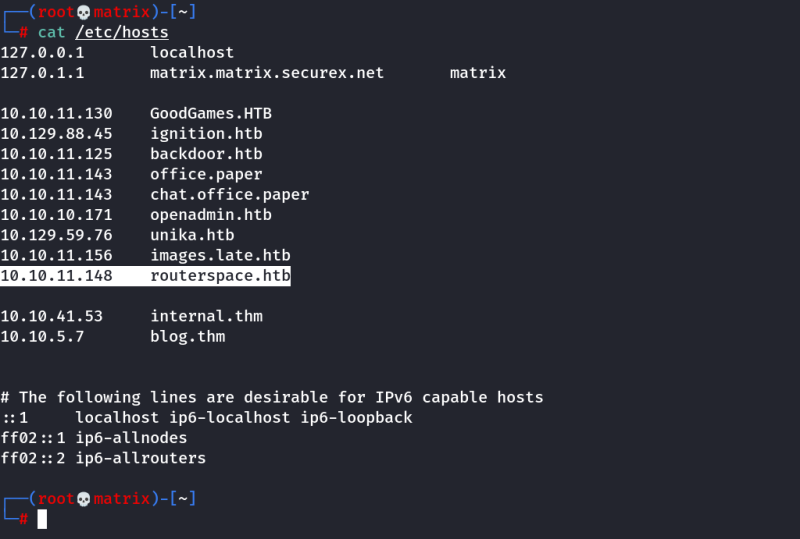 ┌──(root💀matrix)-[~]
└─# cat /etc/hosts
127.0.0.1       localhost
127.0.1.1       matrix.matrix.securex.net       matrix
10.10.11.130    GoodGames.HTB
10.129.88.45    ignition.htb
10.10.11.125    backdoor.htb
10.10.11.143    office.paper
10.10.11.143    chat.office.paper
10.10.10.171    openadmin.htb
10.129.59.76    unika.htb
10.10.11.156    images.late.htb
10.10.11.148    routerspace.htb
10.10.41.53     internal.thm
10.10.5.7       blog.thm
# The following lines are desirable for IPv6 capable hosts
::1     localhost ip6-localhost ip6-loopback
ff02::1 ip6-allnodes
ff02::2 ip6-allrouters
┌──(root💀matrix)-[~]
└─#